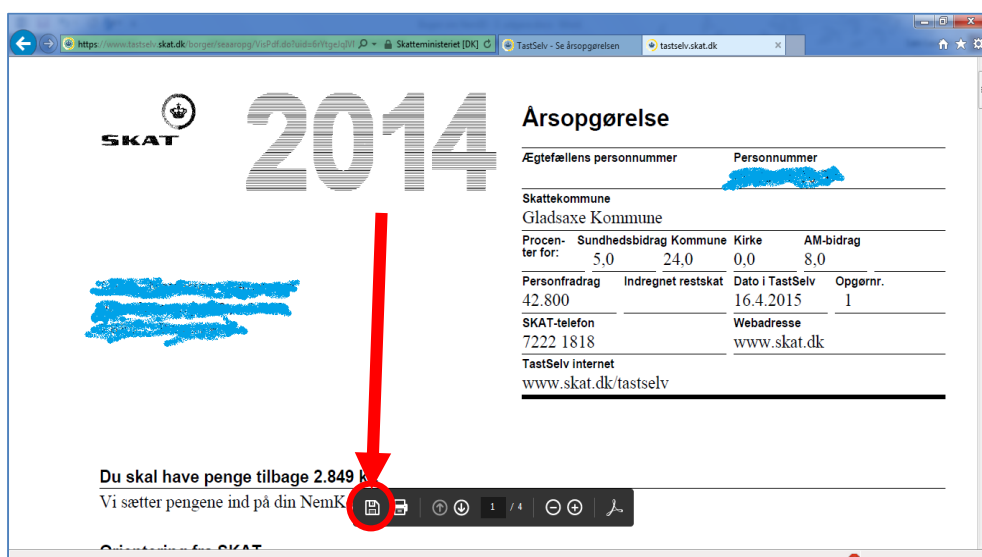 https://www.tastselv.skat.dk/borger/seaaropg/VisPdf.do?
Skatteministeriet [DK]
TastSelv - Se årsopgørelsen
tastselv.skat.dk
SKAT
2014
Årsopgørelse
Ægtefællens personnummer Personnummer
Skattekommune
Gladsaxe Kommune
Procen- Sundhedsbidrag Kommune Kirke AM-bidrag
ter for: 5,0 24,0 0,0 8,0
Personfradrag Indregnet restskat Dato i TastSelv Opgørnr.
42.800 16.4.2015 1
SKAT-telefon Webadresse
7222 1818 www.skat.dk
TastSelv internet
www.skat.dk/tastselv
Du skal have penge tilbage 2.849 k
Vi sætter pengene ind på din NemK
1 / 4
Orientering fra SKAT